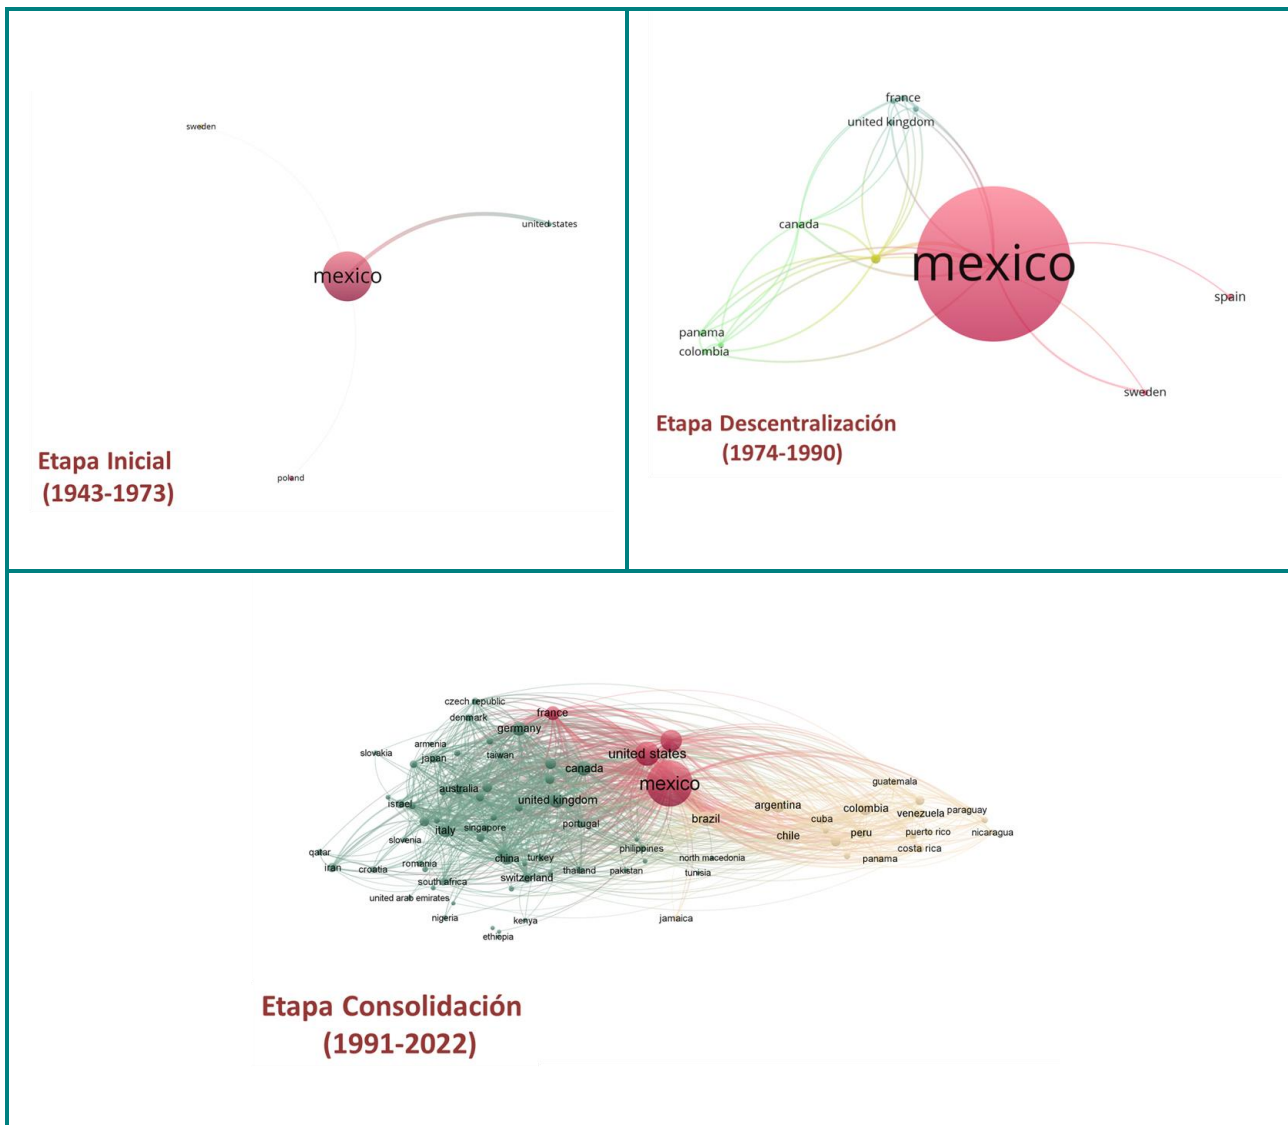 sweden
united states
mexico
poland
Etapa Inicial
(1943-1973)
france
united kingdom
canada
mexico
spain
panama
colombia
sweden
Etapa Descentralización
(1974-1990)
czech republic
denmark
france
germany
armenia
slovakia
japan
taiwan
united states
canada
mexico
guatemala
australia
israel
united kingdom
argentina
colombia
venezuela
paraguay
italy
singapore
portugal
brazil
cuba
chile
peru
puerto rico
nicaragua
slovenia
philippines
costa rica
qatar
iran
croatia
romania
china
turkey
north macedonia
panama
south africa
switzerland
thailand
pakistan
tunisia
united arab emirates
nigeria
kenya
jamaica
ethiopia
Etapa Consolidación
(1991-2022)